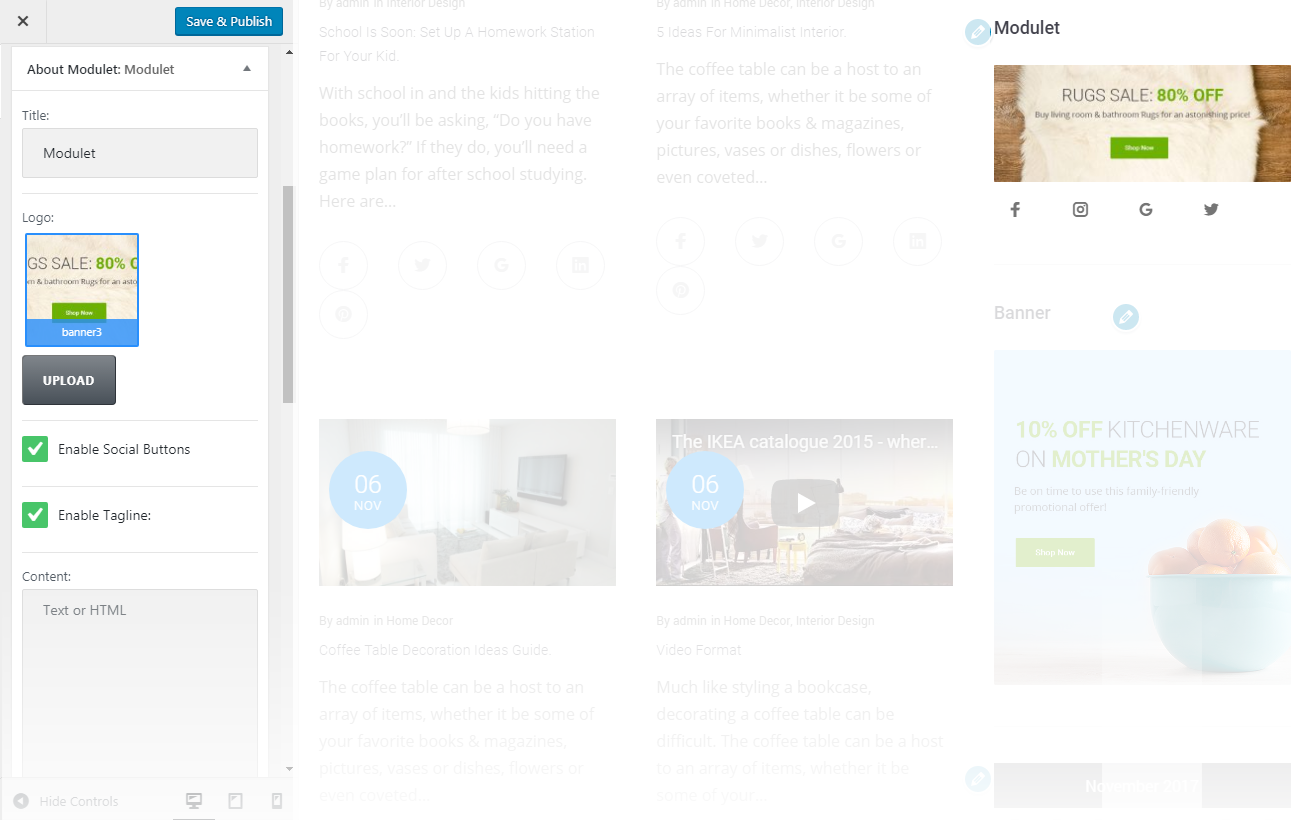 Save & Publish
About Modulet: Modulet
Title:
Modulet
Logo:
GS SALE: 80% O
m & bathroom Rugs for an asto
Shop Now
banner3
UPLOAD
Enable Social Buttons
Enable Tagline:
Content:
Text or HTML
Hide Controls
By admin in Interior Design
School Is Soon: Set Up A Homework Station
For Your Kid.
With school in and the kids hitting the
books, you'll be asking, "Do you have
homework?" If they do, you'll need a
game plan for after school studying.
Here are...
By admin in Home Decor, Interior Design
5 Ideas For Minimalist Interior.
The coffee table can be a host to an
array of items, whether it be some of
your favorite books & magazines,
pictures, vases or dishes, flowers or
even coveted...
06
NOV
By admin in Home Decor
Coffee Table Decoration Ideas Guide.
The coffee table can be a host to an
array of items, whether it be some of
your favorite books & magazines,
pictures, vases or dishes, flowers or
even coveted...
The IKEA catalogue 2015 - wher...
06
NOV
By admin in Home Decor, Interior Design
Video Format
Much like styling a bookcase,
decorating a coffee table can be
difficult. The coffee table can be a host
to an array of items, whether it be
some of your...
Modulet
RUGS SALE: 80% OFF
Buy living room & bathroom Rugs for an astonishing price!
Shop Now
Banner
10% OFF KITCHENWARE
ON MOTHER'S DAY
Be on time to use this family-friendly
promotional offer!
Shop Now
November 2017